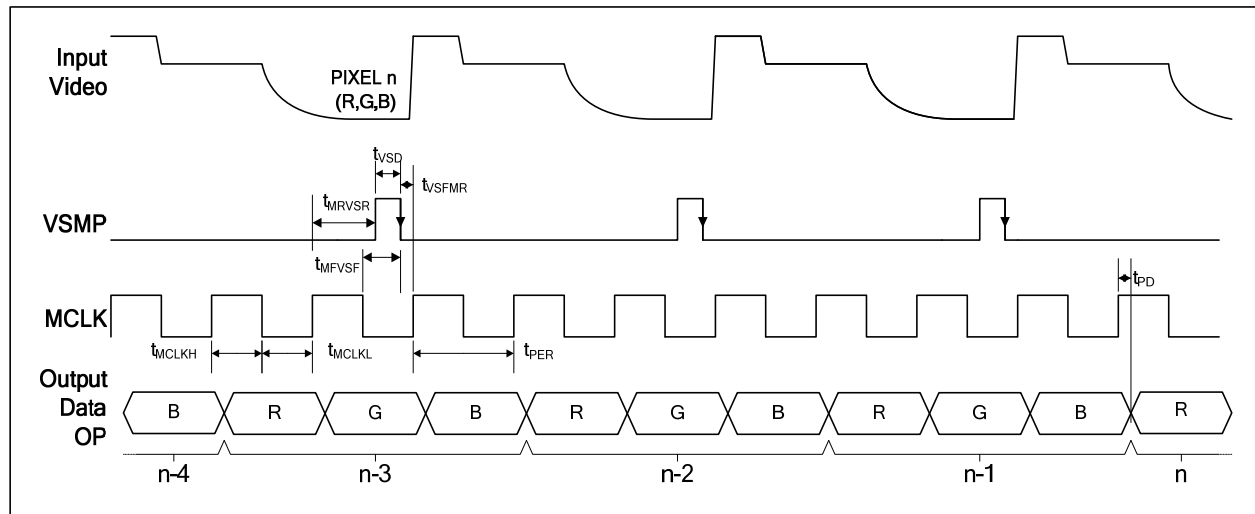 Input
Video
PIXEL n
(R,G,B)
tVSD
tVSFMR
tMRVSR
VSMP
tMFVSF
tPD
MCLK
tMCLKH
tMCLKL
tPER
Output
Data
OP
B R G B R G B R G B R
n-4 n-3 n-2 n-1 n